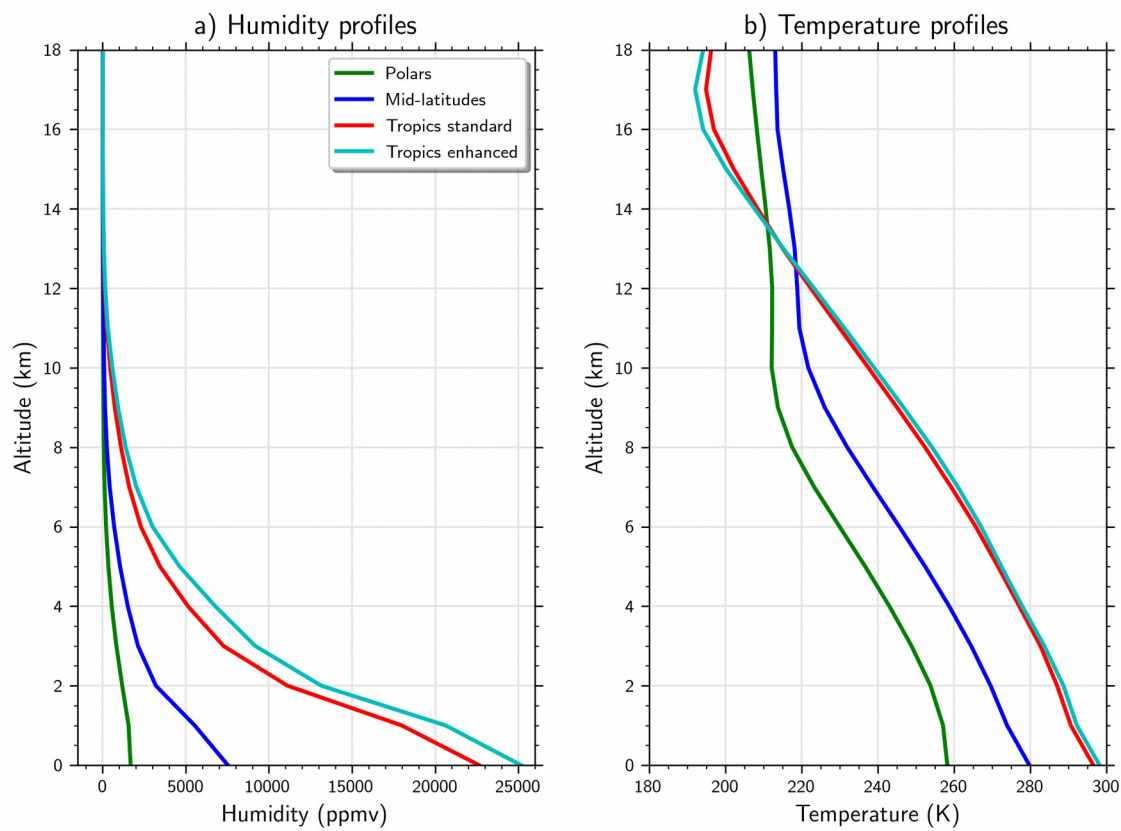 a) Humidity profiles
18
16
14
12
10
8
6
4
2
0
Altitude (km)
0 5000 10000 15000 20000 25000
Humidity (ppmv)
Polars
Mid-latitudes
Tropics standard
Tropics enhanced
b) Temperature profiles
18
16
14
12
10
8
6
4
2
0
Altitude (km)
180 200 220 240 260 280 300
Temperature (K)